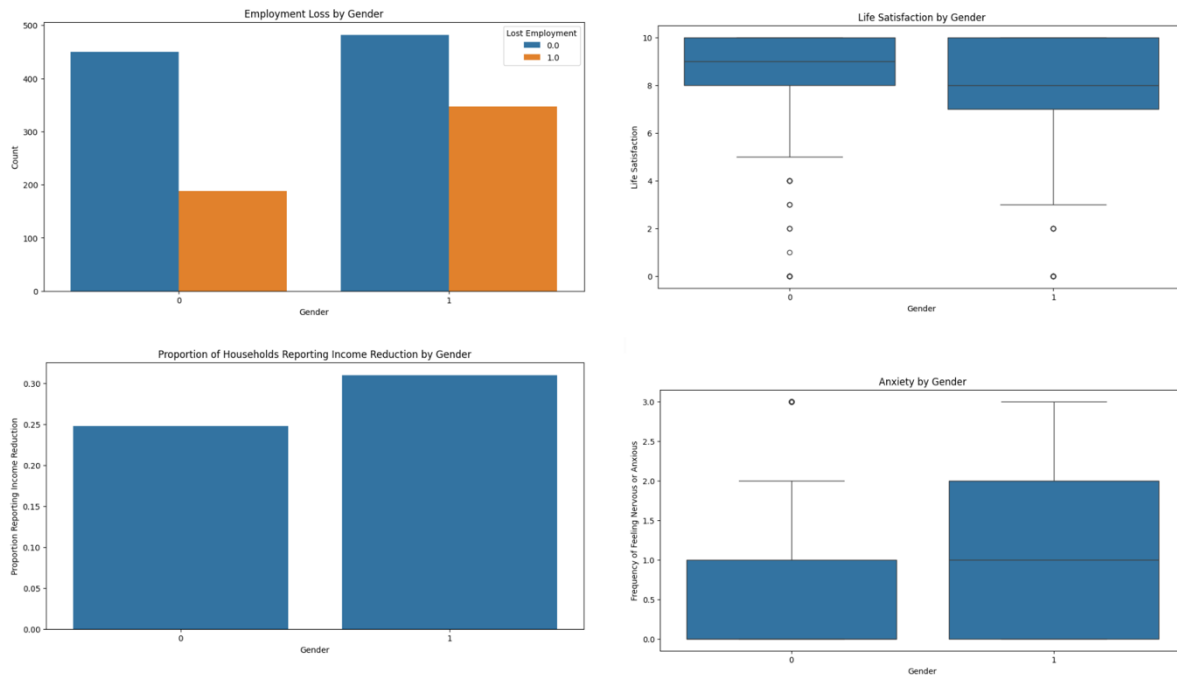 Employment Loss by Gender
500
400
300
200
100
0
Count
Lost Employment
0.0
1.0
0
1
Gender
Life Satisfaction by Gender
10
8
6
4
2
0
Life Satisfaction
0
1
Gender
Proportion of Households Reporting Income Reduction by Gender
0.30
0.25
0.20
0.15
0.10
0.05
0.00
Proportion Reporting Income Reduction
0
1
Gender
Anxiety by Gender
3.0
2.5
2.0
1.5
1.0
0.5
0.0
Frequency of Feeling Nervous or Anxious
0
1
Gender